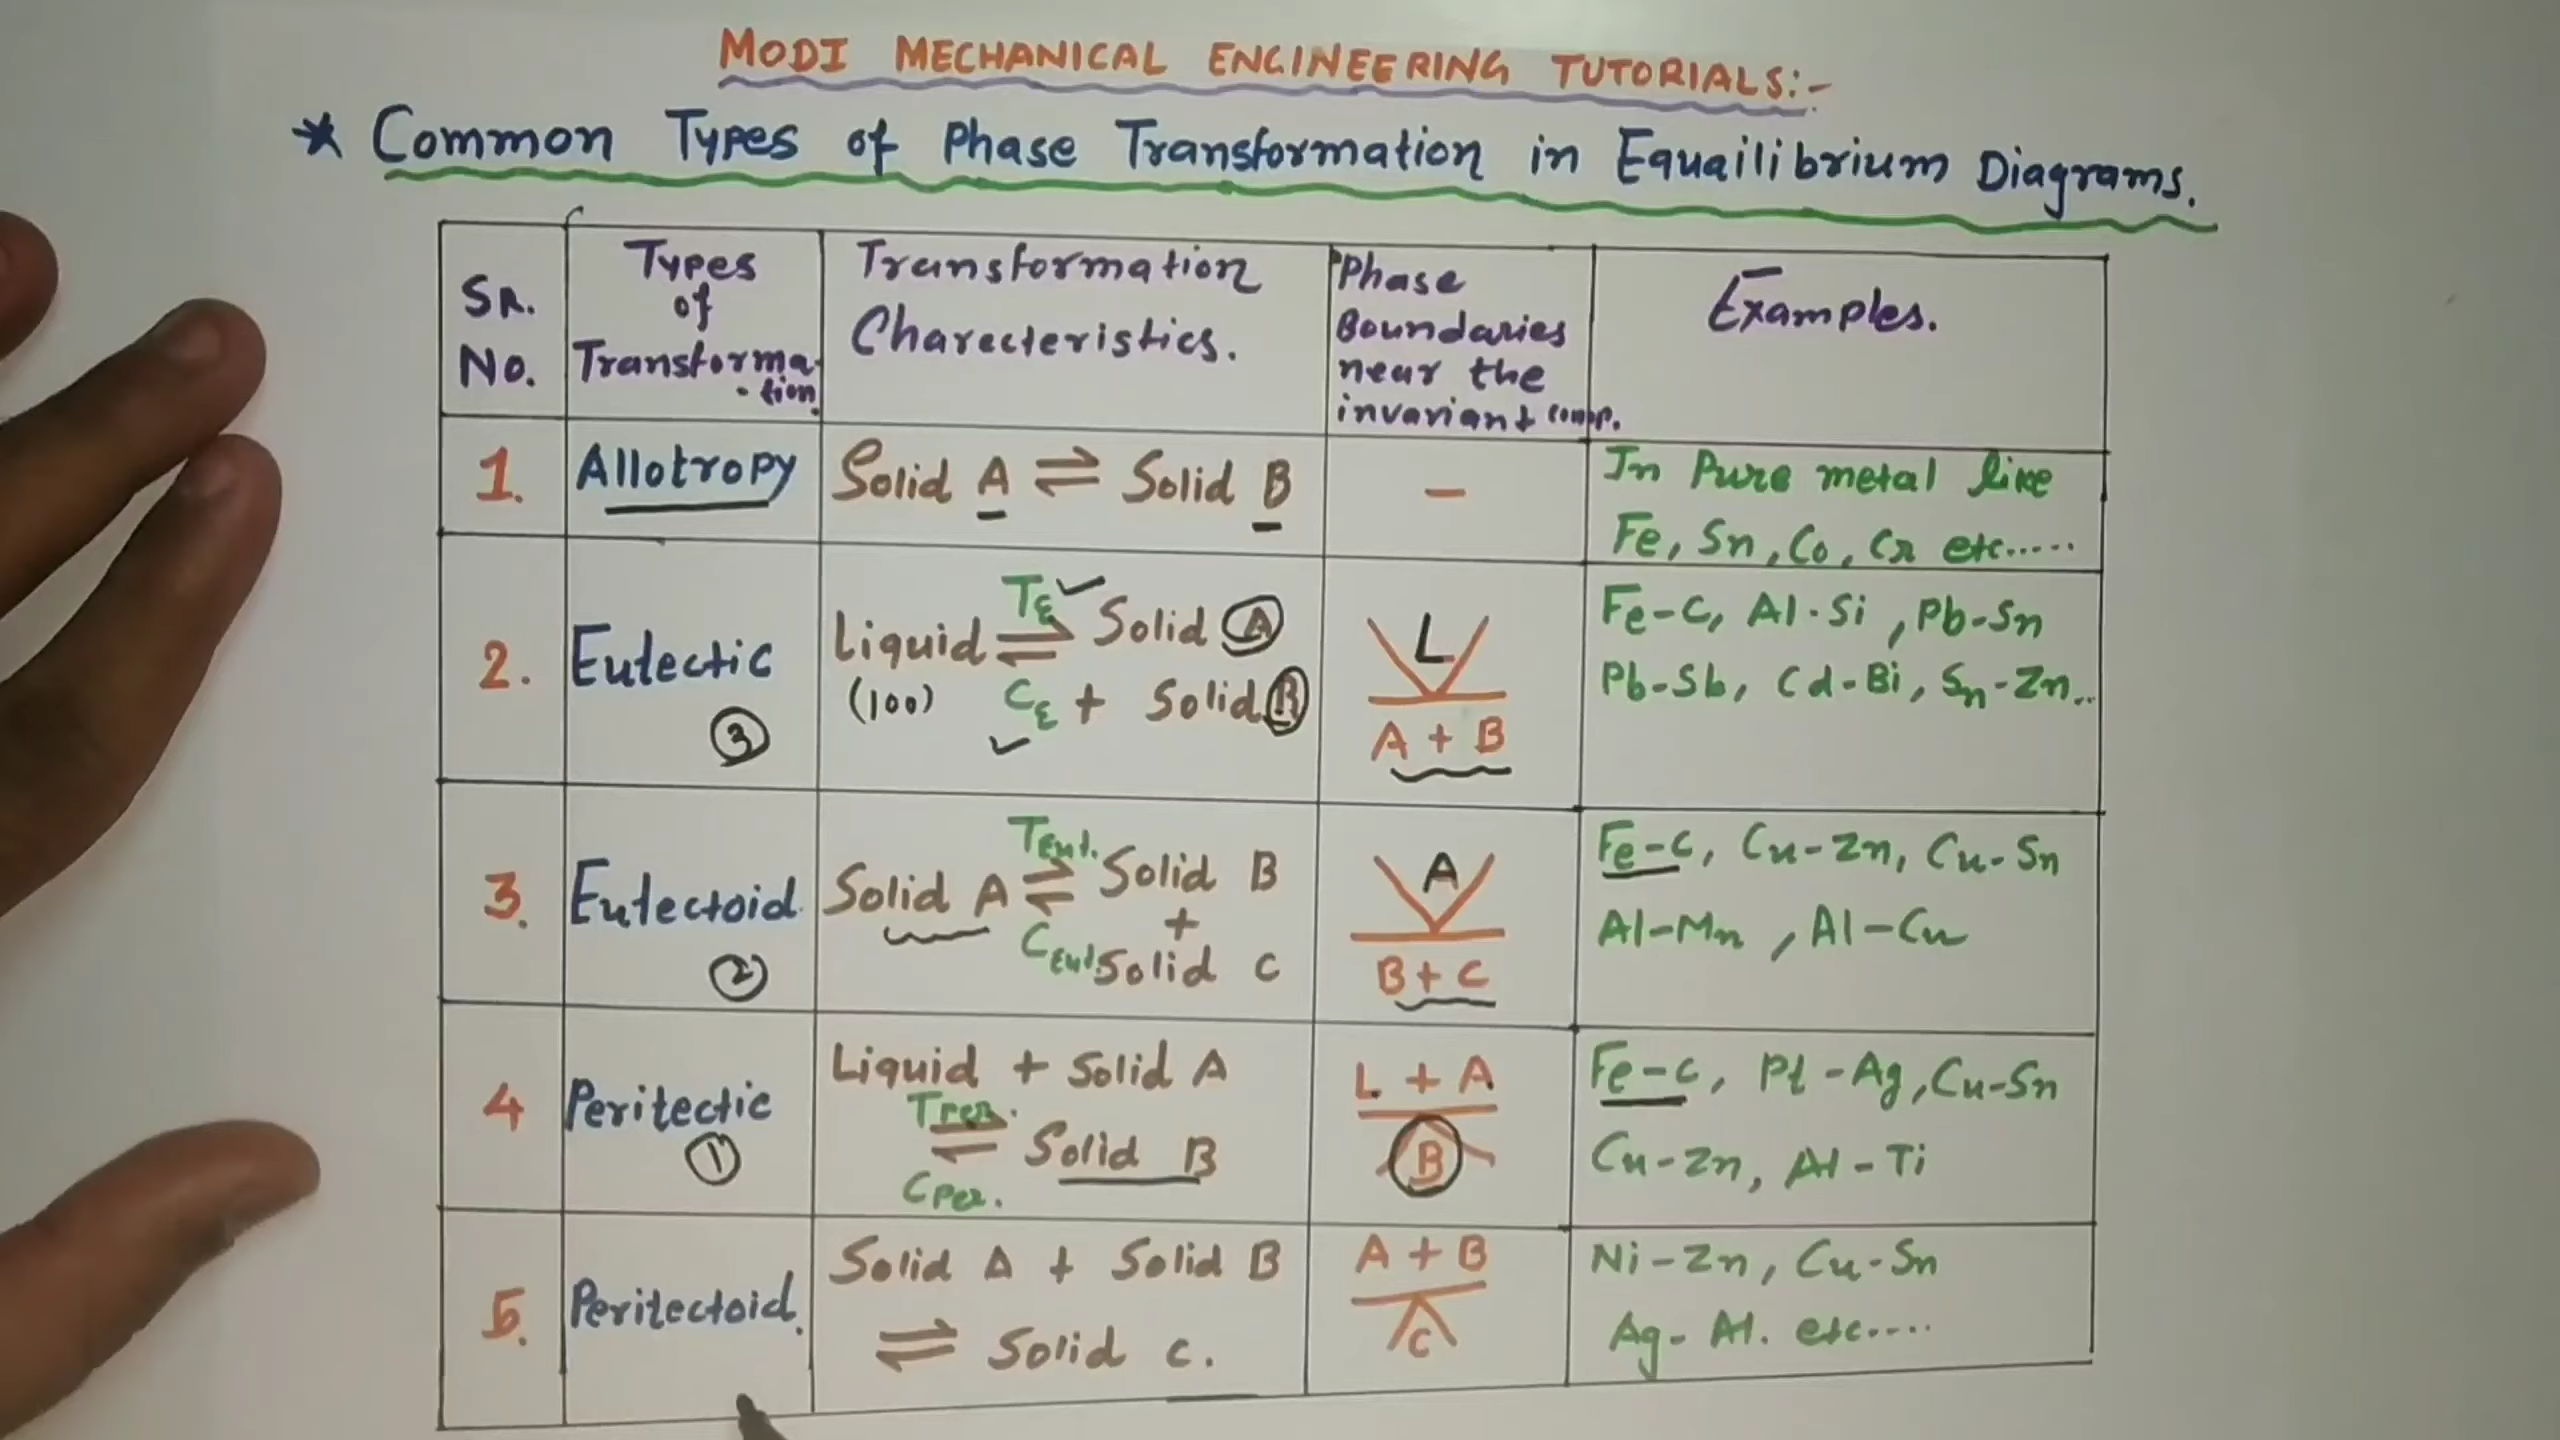 MODI MECHANICAL ENGINEERING TUTORIALS:-
* Common Types of Phase Transformation in Equailibrium Diagrams.
Sr. No.
Types of Transforma-tion.
Transformation Charecteristics.
Phase Boundaries near the invariant comp.
Examples.
1.
Allotropy
Solid A ⇌ Solid B
-
In Pure metal like
Fe, Sn, Co, Cr etc.....
2.
Eutectic
③
TE ✓
Liquid ⇌ Solid A
(100) CE + Solid B
✓
L
A + B
Fe-C, Al-Si, Pb-Sn
Pb-Sb, Cd-Bi, Sn-Zn..
3.
Eutectoid.
②
TEut.
Solid A ⇌ Solid B
+
CEut. Solid C
A
B + C
Fe-C, Cu-Zn, Cu-Sn
Al-Mn, Al-Cu
4
Peritectic
①
Liquid + Solid A
TPer.
⇌ Solid B
CPer.
L + A
B
Fe-C, Pt-Ag, Cu-Sn
Cu-Zn, Al-Ti
5.
Peritectoid.
Solid A + Solid B
⇌ Solid C.
A + B
C
Ni-Zn, Cu-Sn
Ag-Al. etc....